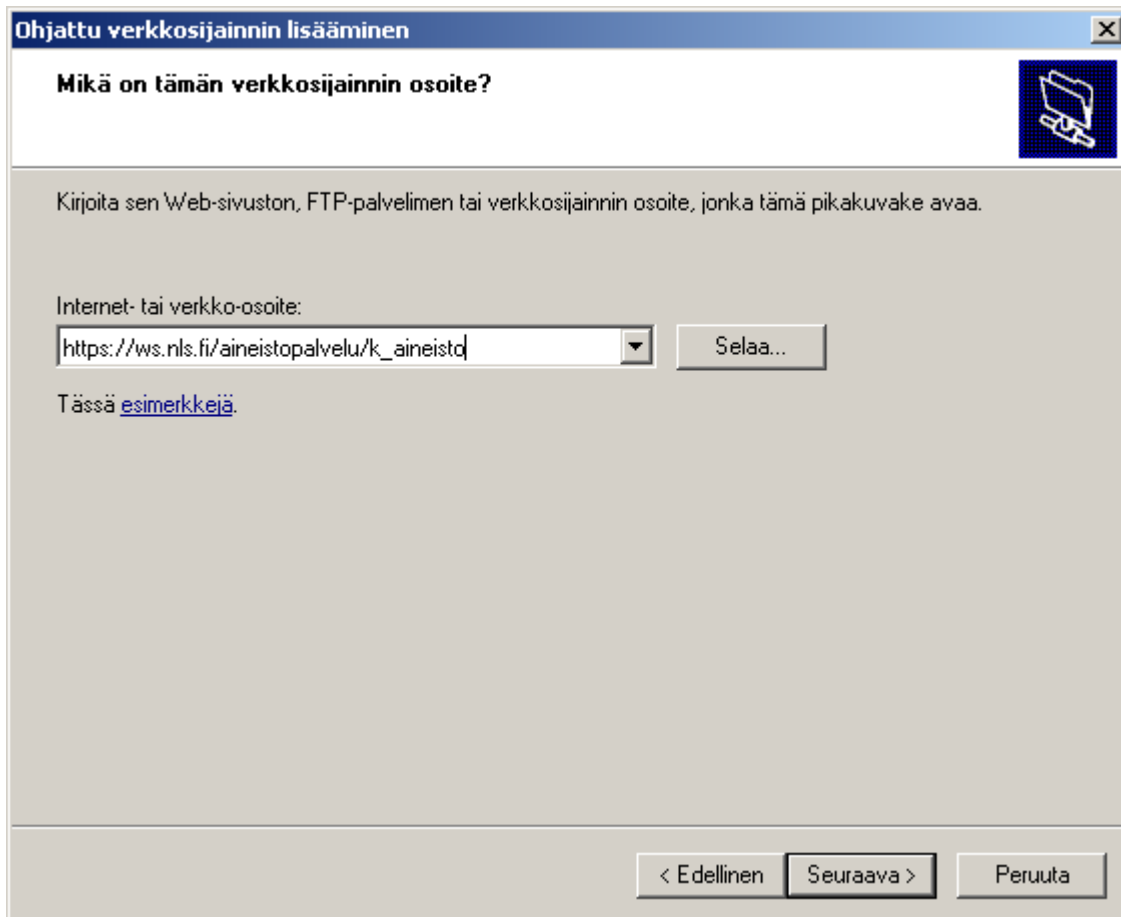 Ohjattu verkkosijainnin lisääminen
Mikä on tämän verkkosijainnin osoite?
Kirjoita sen Web-sivuston, FTP-palvelimen tai verkkosijainnin osoite, jonka tämä pikakuvake avaa.
Internet- tai verkko-osoite:
https://ws.nls.fi/aineistopalvelu/k_aineisto
Selaa...
Tässä esimerkkejä.
< Edellinen
Seuraava >
Peruuta